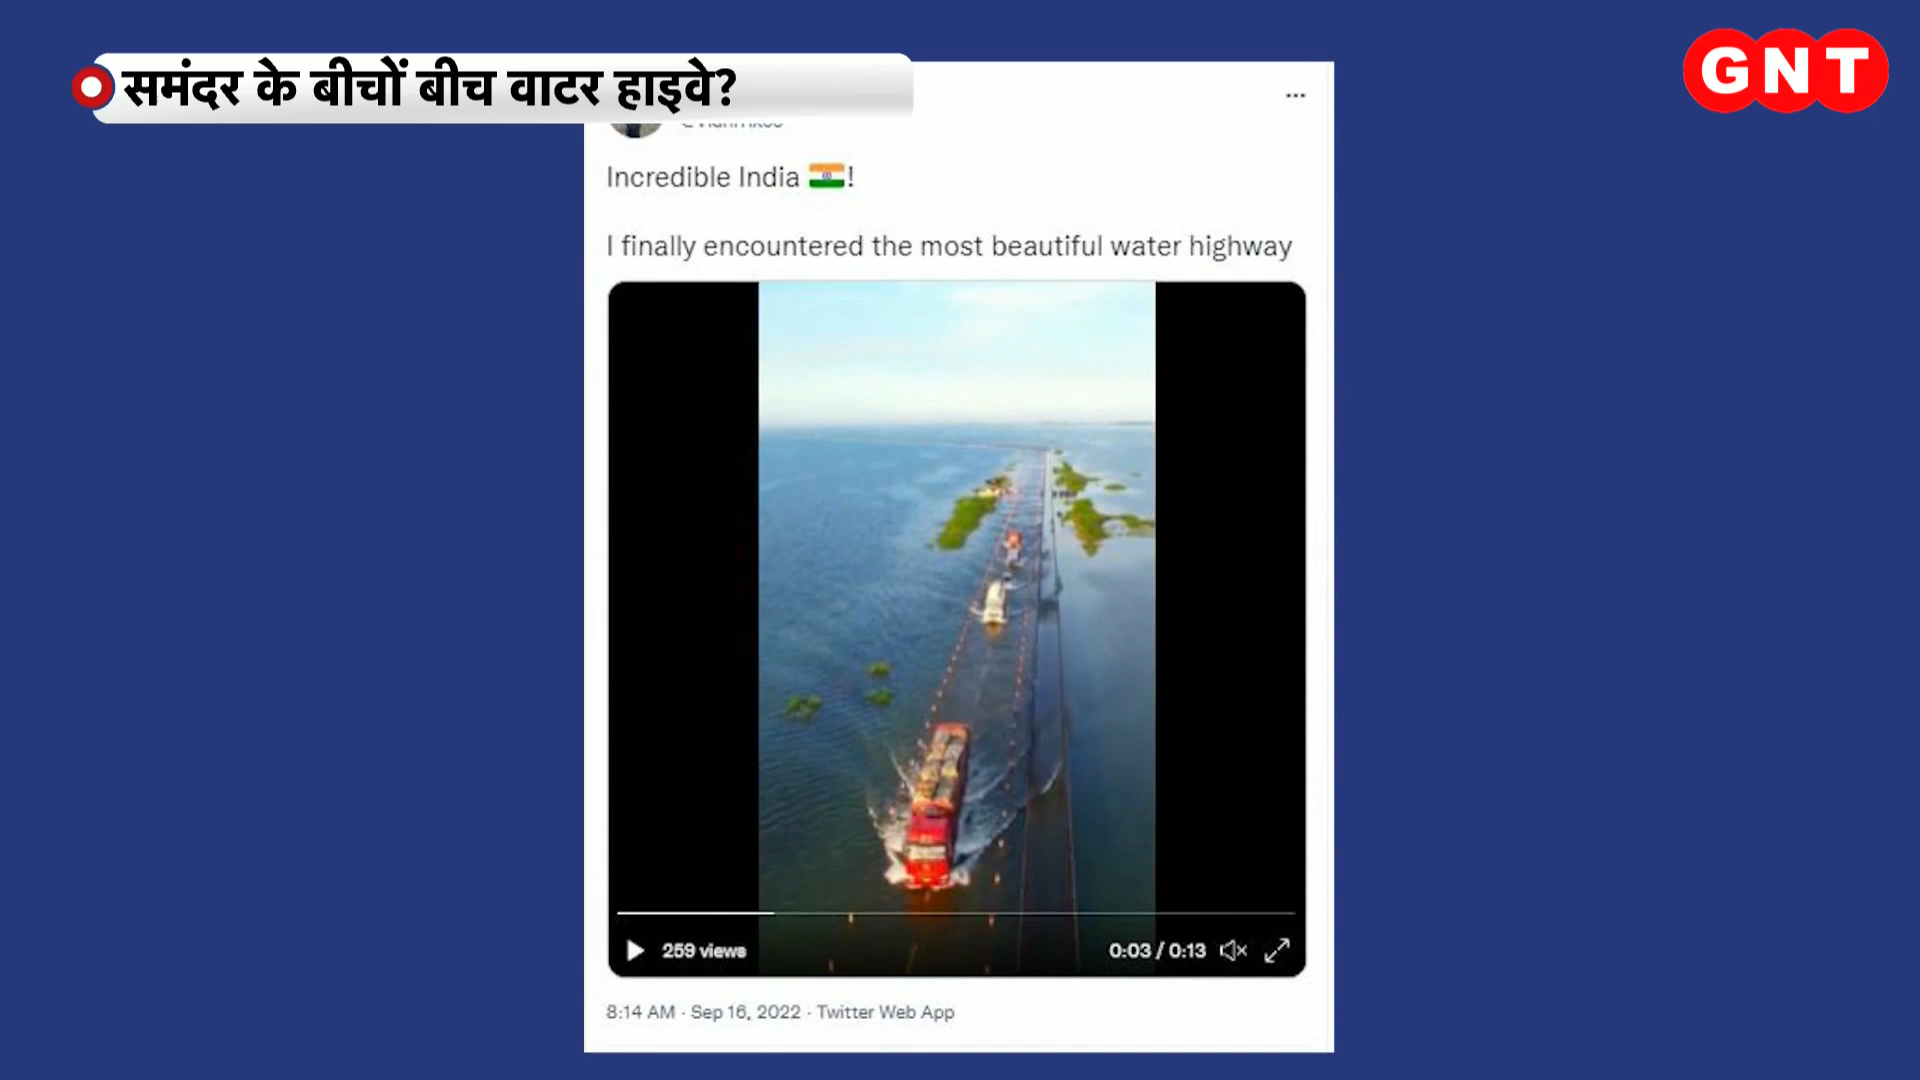 समंदर के बीचों बीच वाटर हाइवे?
GNT
Incredible India 🇮🇳!
I finally encountered the most beautiful water highway
259 views
0:03 / 0:13
8:14 AM · Sep 16, 2022 · Twitter Web App